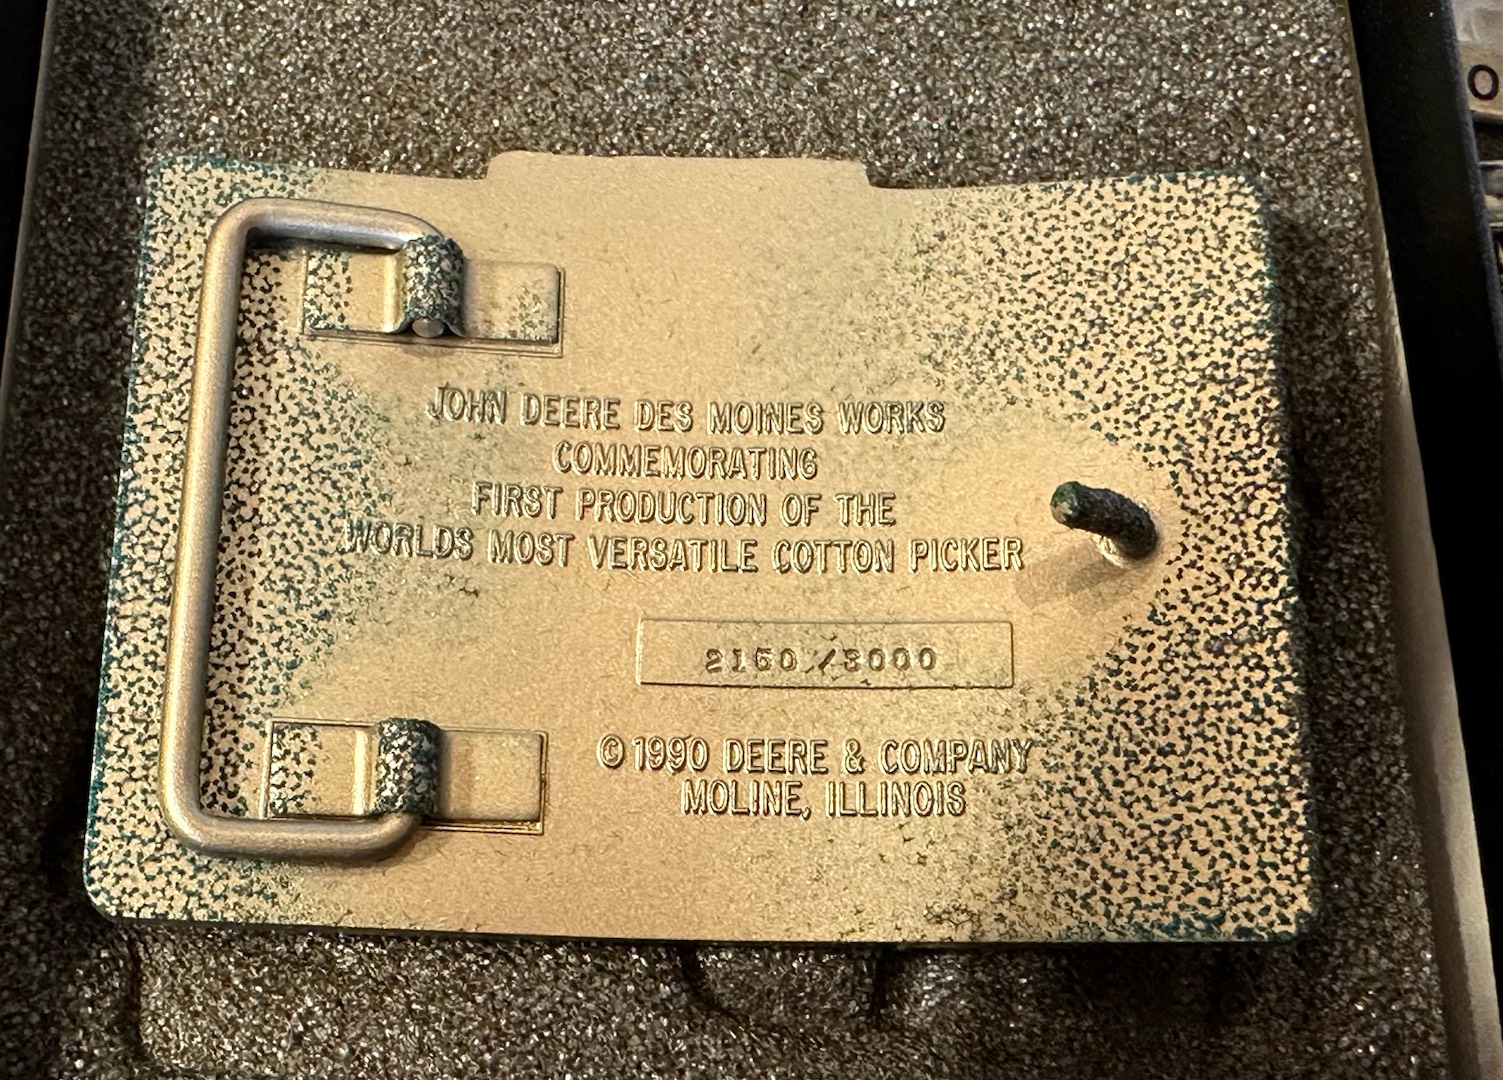 JOHN DEERE DES MOINES WORKS
COMMEMORATING
FIRST PRODUCTION OF THE
WORLDS MOST VERSATILE COTTON PICKER
2160/3000
© 1990 DEERE & COMPANY
MOLINE, ILLINOIS